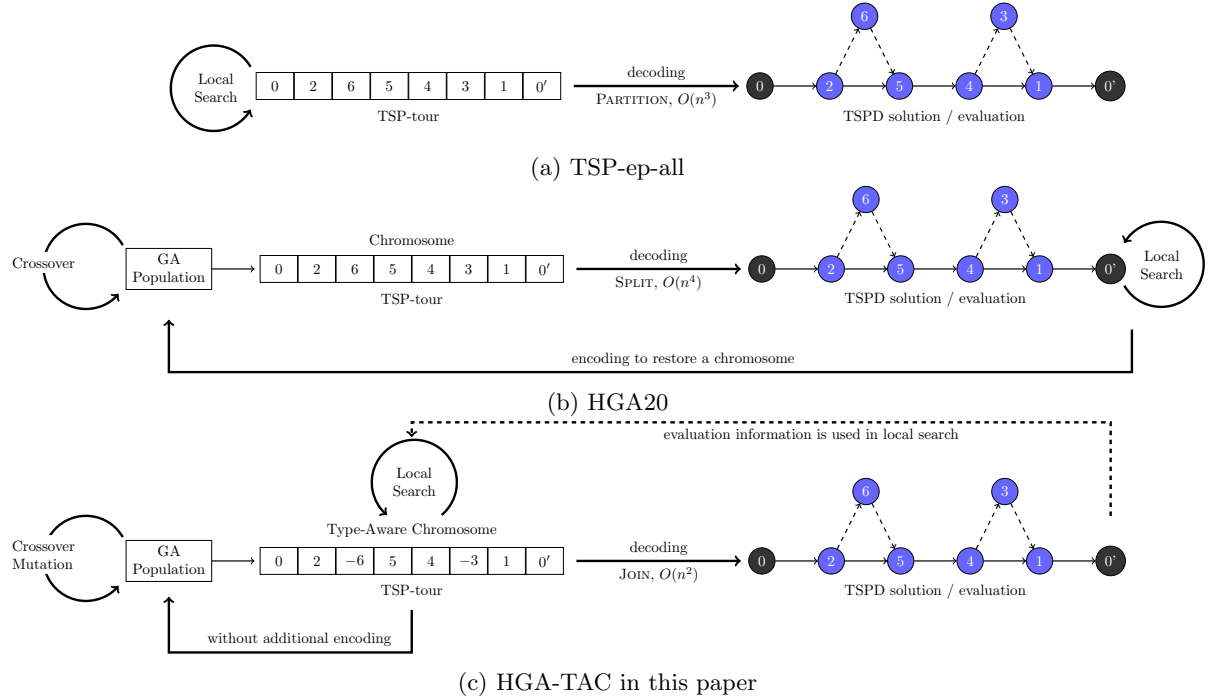 6 3
Local
Search
0 2 6 5 4 3 1 0′
decoding
PARTITION, O(n³)
0 2 5 4 1 0'
TSP-tour
TSPD solution / evaluation
(a) TSP-ep-all
6 3
Crossover
GA
Population
Chromosome
0 2 6 5 4 3 1 0′
TSP-tour
decoding
SPLIT, O(n⁴)
0 2 5 4 1 0'
TSPD solution / evaluation
Local
Search
encoding to restore a chromosome
(b) HGA20
evaluation information is used in local search
Local
Search
6 3
Crossover
Mutation
GA
Population
Type-Aware Chromosome
0 2 −6 5 4 −3 1 0′
TSP-tour
decoding
JOIN, O(n²)
0 2 5 4 1 0'
TSPD solution / evaluation
without additional encoding
(c) HGA-TAC in this paper